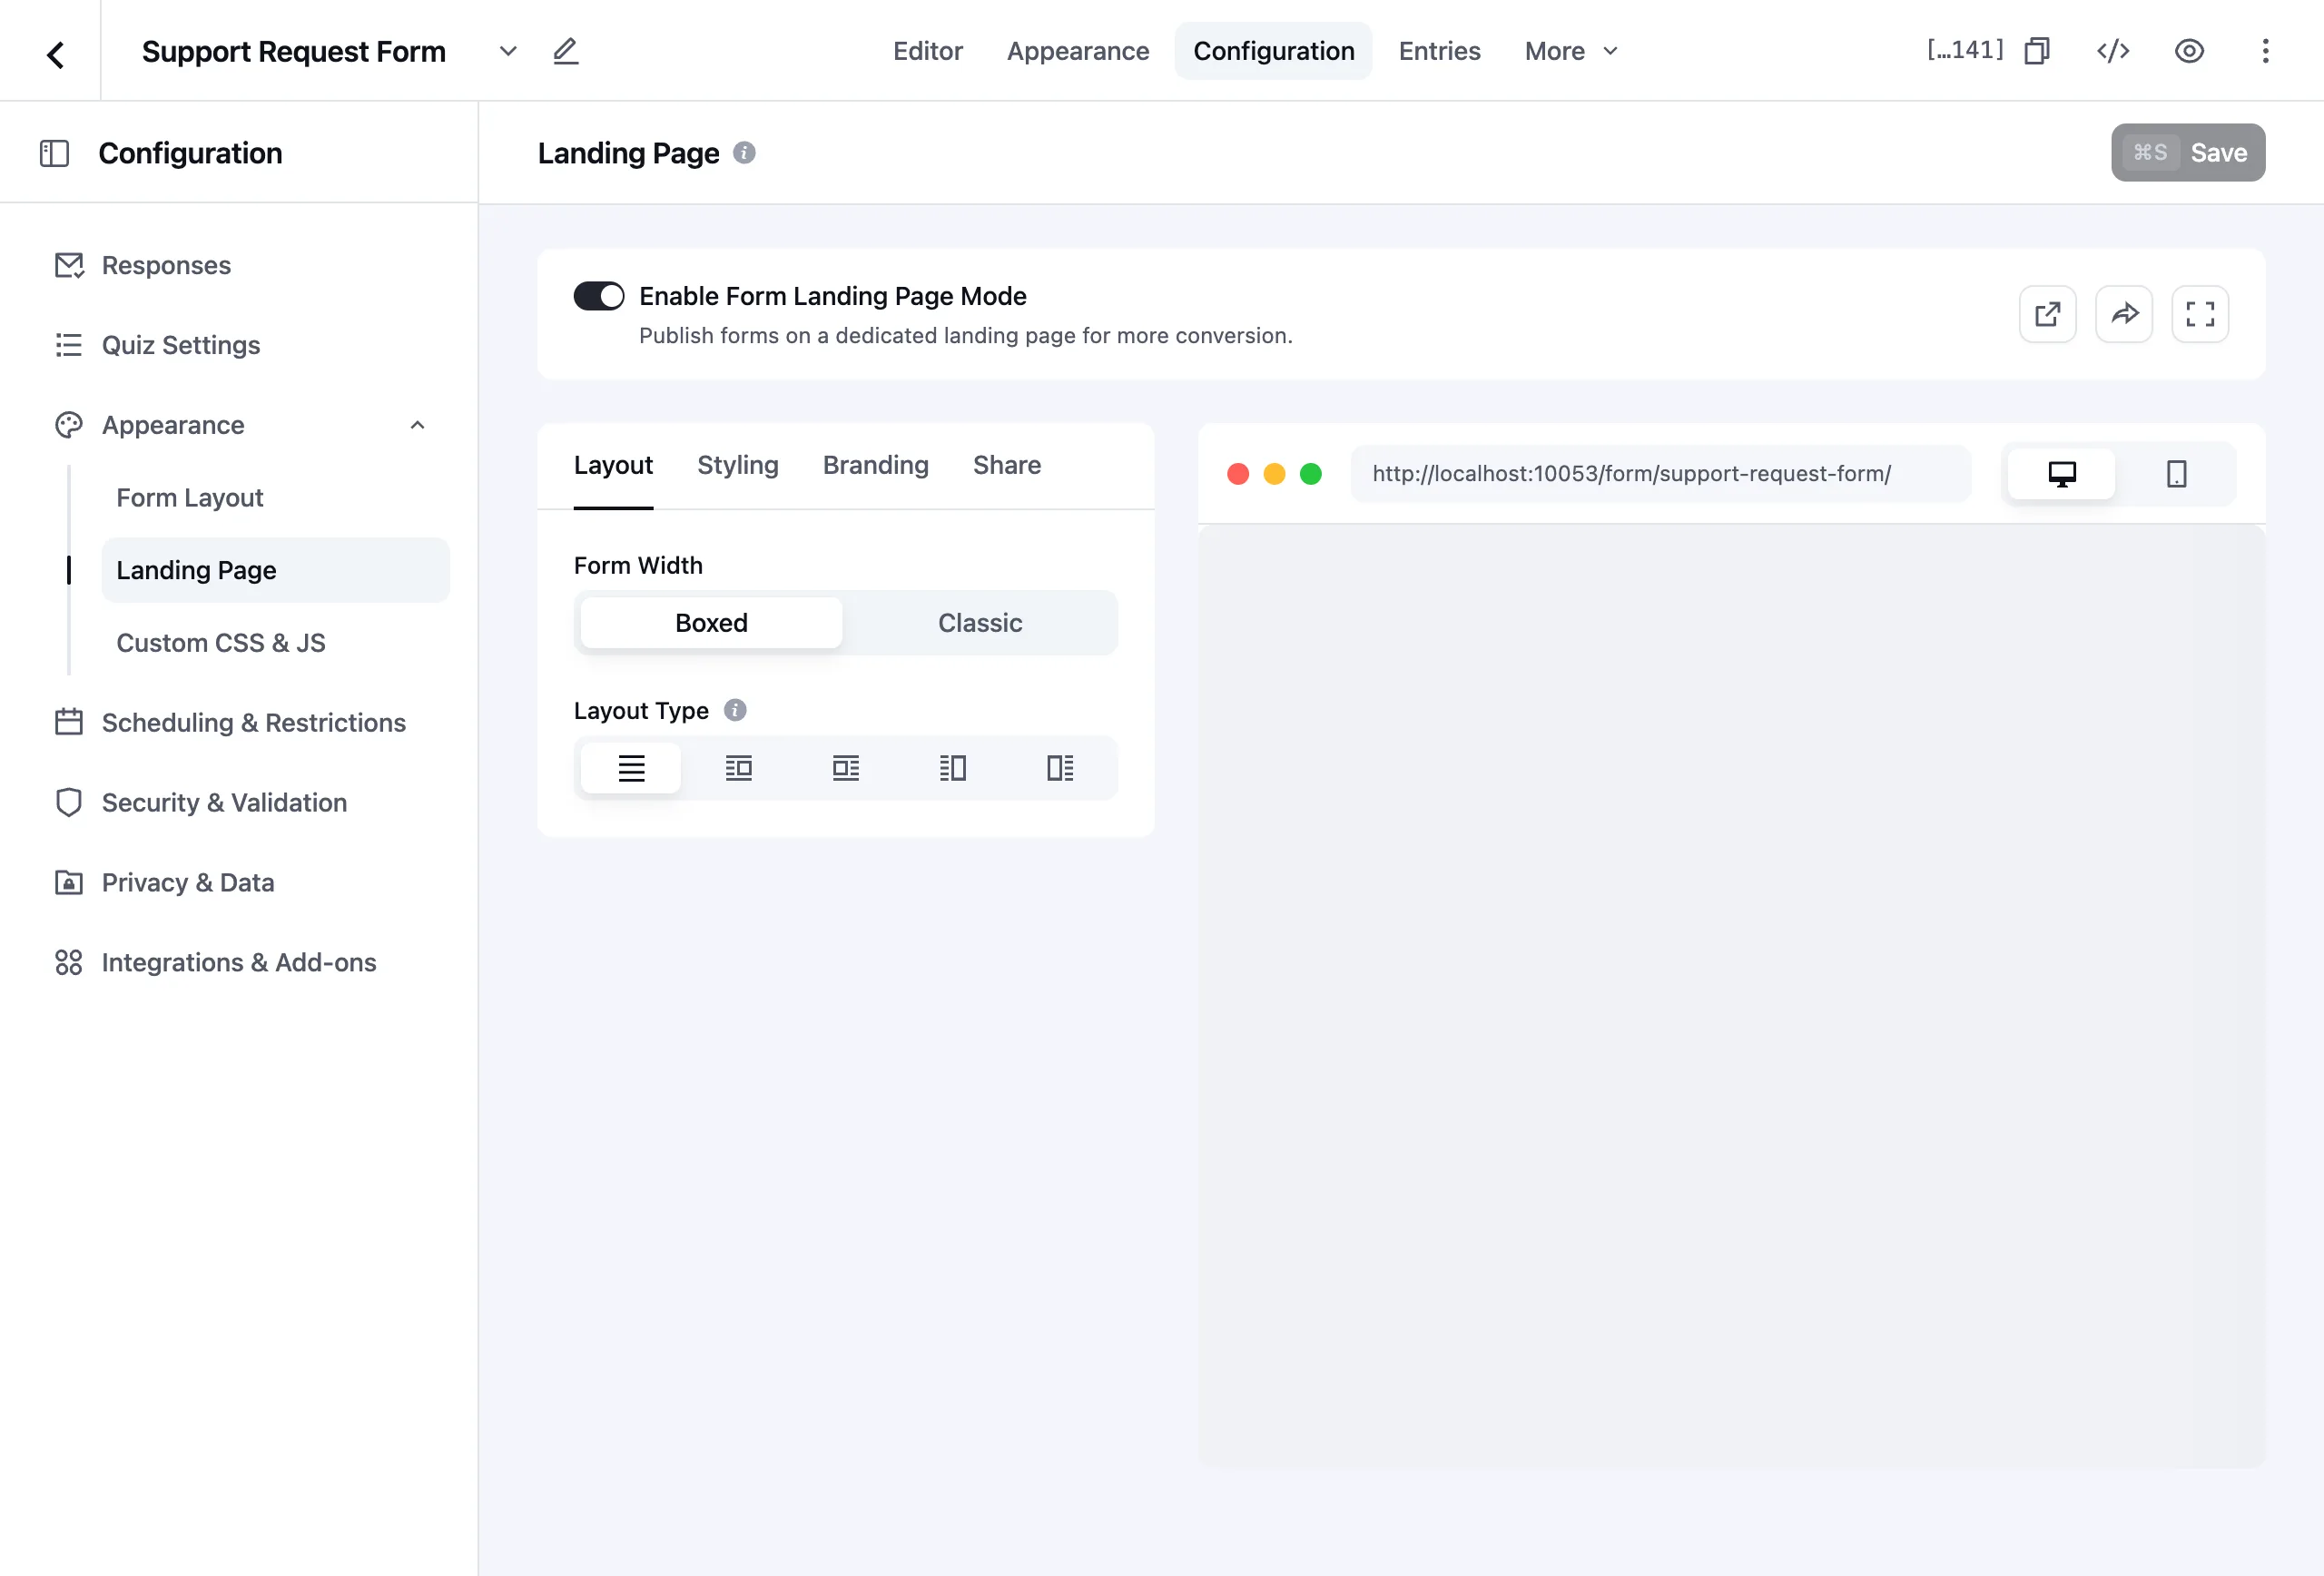 Support Request Form
Editor
Appearance
Configuration
Entries
More
[…141]
Configuration
Landing Page
⌘S Save
Responses
Quiz Settings
Appearance
Form Layout
Landing Page
Custom CSS & JS
Scheduling & Restrictions
Security & Validation
Privacy & Data
Integrations & Add-ons
Enable Form Landing Page Mode
Publish forms on a dedicated landing page for more conversion.
Layout
Styling
Branding
Share
Form Width
Boxed
Classic
Layout Type
http://localhost:10053/form/support-request-form/